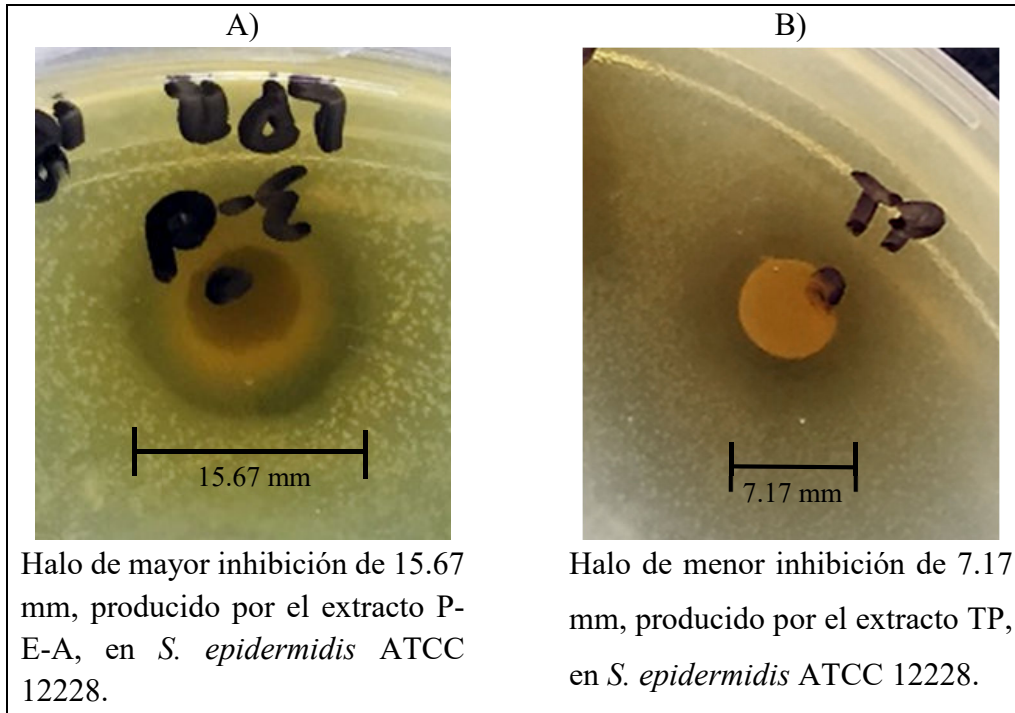 A)
B)
P-E
TP
15.67 mm
7.17 mm
Halo de mayor inhibición de 15.67
mm, producido por el extracto P-
E-A, en S. epidermidis ATCC
12228.
Halo de menor inhibición de 7.17
mm, producido por el extracto TP,
en S. epidermidis ATCC 12228.